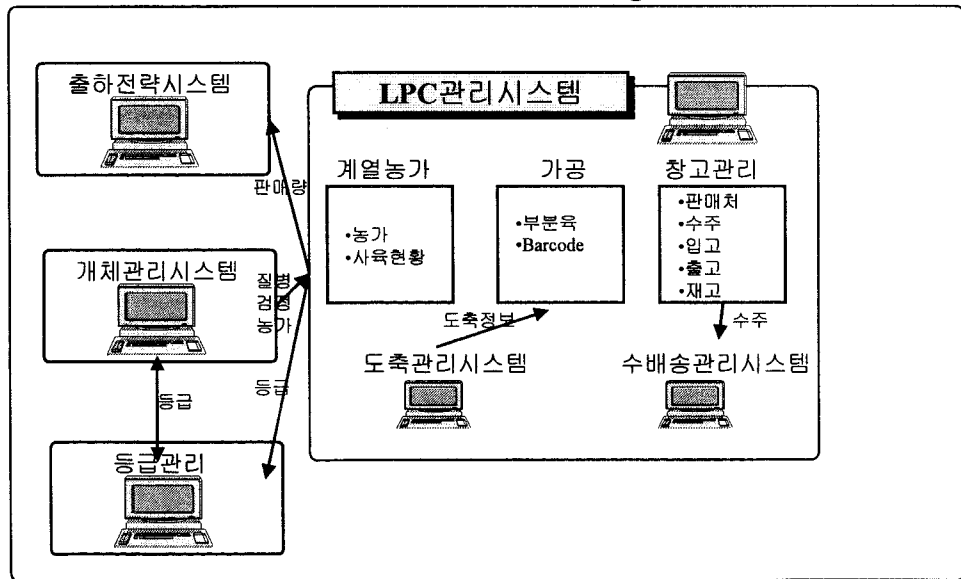 출하전략시스템
LPC관리시스템
판매량
계열농가
•농가
•사육현황
가공
•부분육
•Barcode
창고관리
•판매처
•수주
•입고
•출고
•재고
개체관리시스템
질병
검정
농가
도축정보
수주
도축관리시스템
수배송관리시스템
등급
등급
등급관리